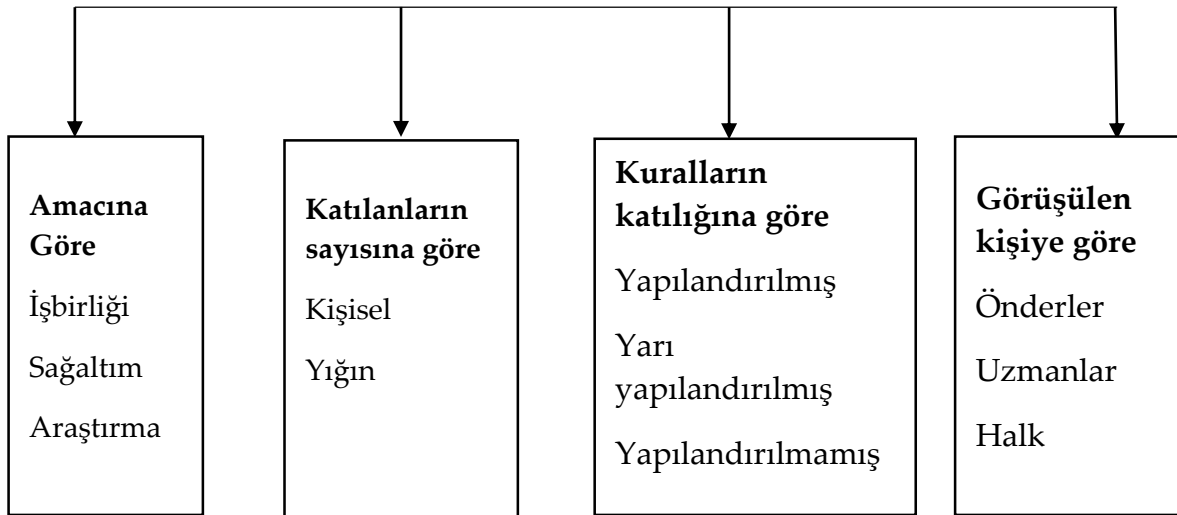 Amacına
Göre
İşbirliği
Sağaltım
Araştırma
Katılanların
sayısına göre
Kişisel
Yığın
Kuralların
katılığına göre
Yapılandırılmış
Yarı
yapılandırılmış
Yapılandırılmamış
Görüşülen
kişiye göre
Önderler
Uzmanlar
Halk